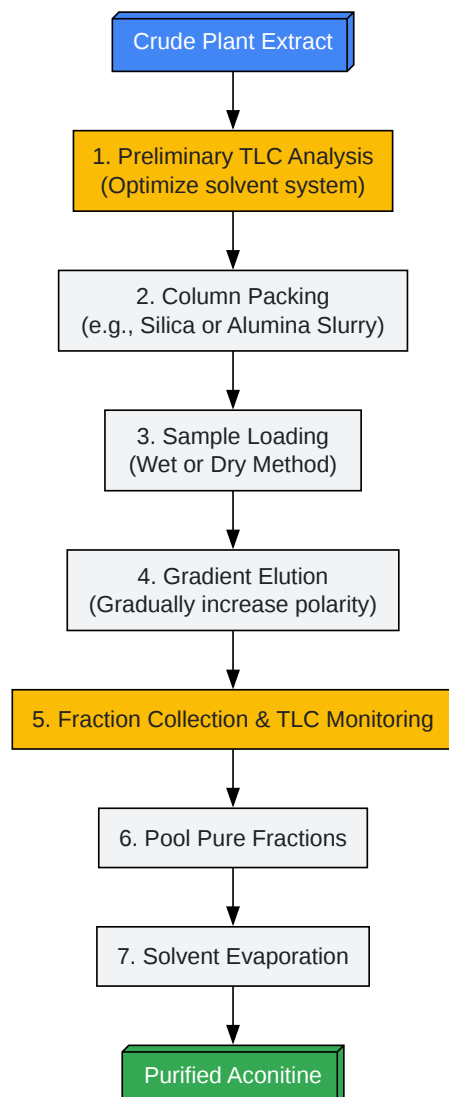 Crude Plant Extract
1. Preliminary TLC Analysis
(Optimize solvent system)
2. Column Packing
(e.g., Silica or Alumina Slurry)
3. Sample Loading
(Wet or Dry Method)
4. Gradient Elution
(Gradually increase polarity)
5. Fraction Collection & TLC Monitoring
6. Pool Pure Fractions
7. Solvent Evaporation
Purified Aconitine